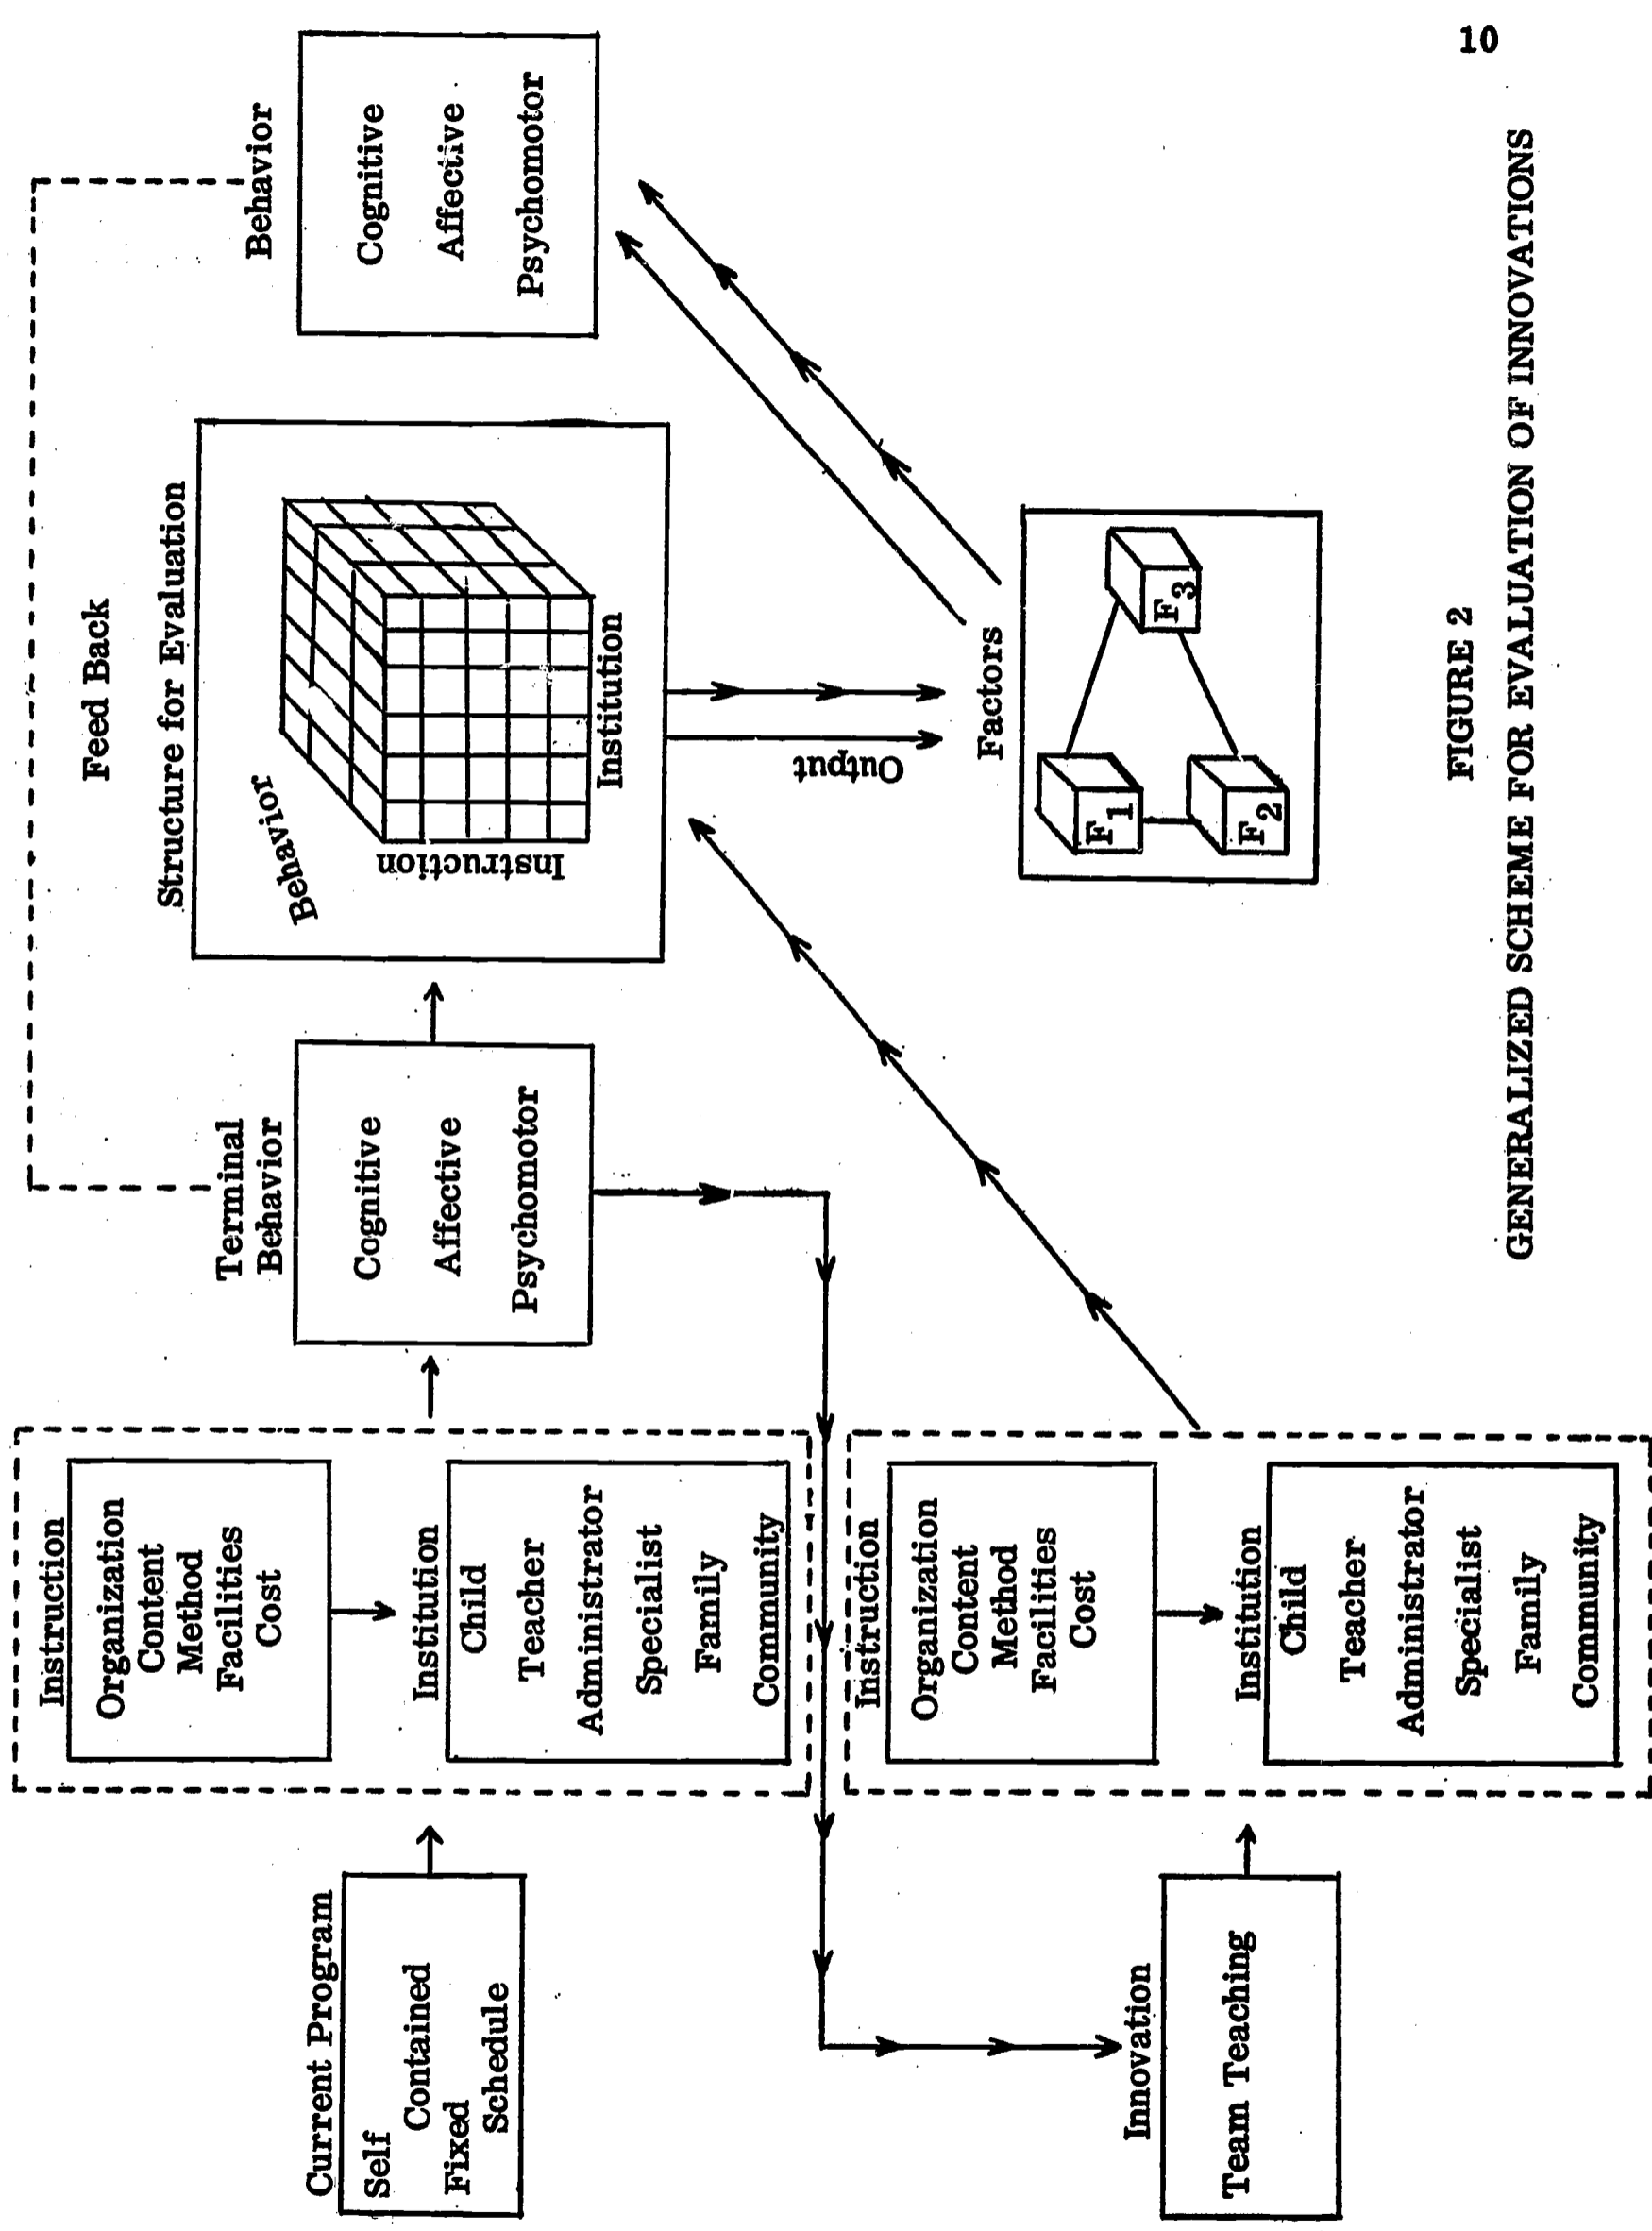 10
Feed Back
Current Program
Self
Contained
Fixed
Schedule
Instruction
Organization
Content
Method
Facilities
Cost
Institution
Child
Teacher
Administrator
Specialist
Family
Community
Terminal
Behavior
Cognitive
Affective
Psychomotor
Structure for Evaluation
Behavior
Instruction
Institution
Behavior
Cognitive
Affective
Psychomotor
Output
Innovation
Team Teaching
Instruction
Organization
Content
Method
Facilities
Cost
Institution
Child
Teacher
Administrator
Specialist
Family
Community
Factors
F1
F2
F3
FIGURE 2
GENERALIZED SCHEME FOR EVALUATION OF INNOVATIONS